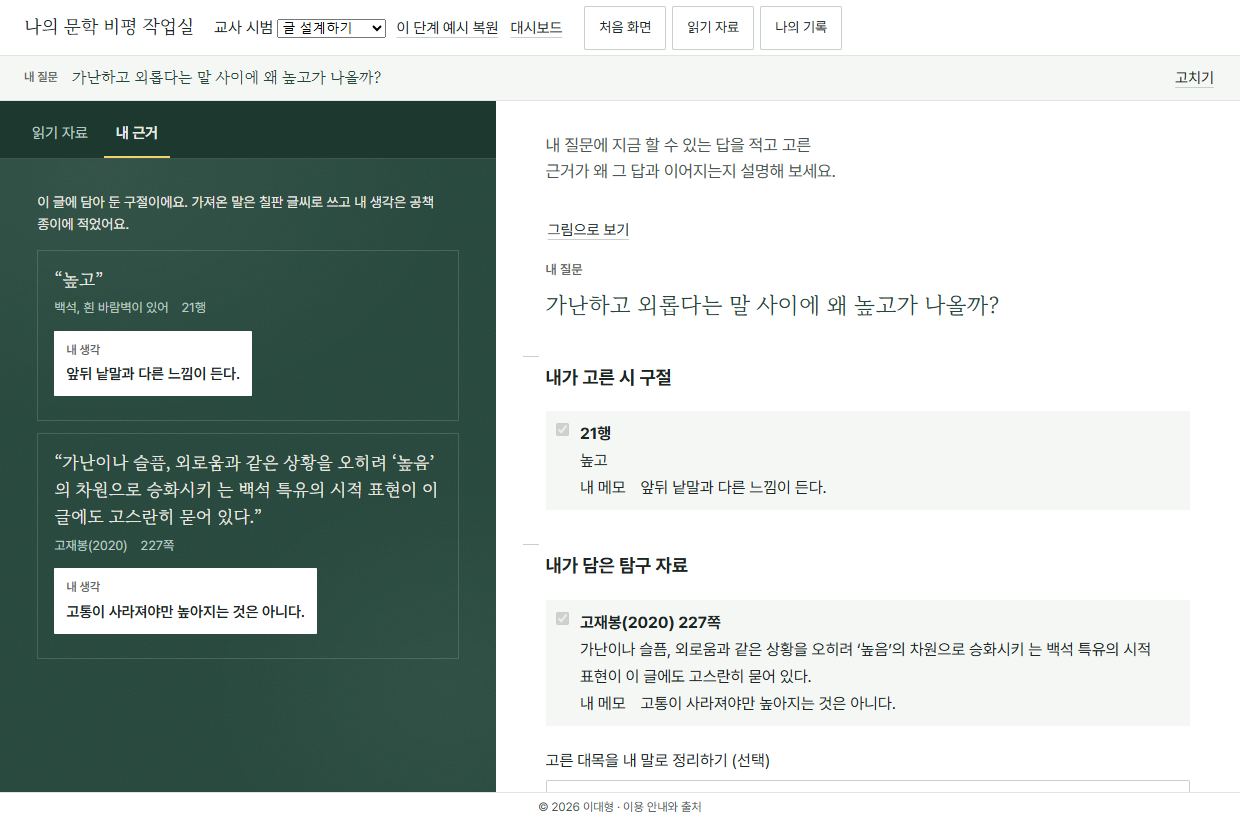 나의 문학 비평 작업실
교사 시범 글 설계하기 이 단계 예시 복원 대시보드 처음 화면 읽기 자료 나의 기록
내 질문 가난하고 외롭다는 말 사이에 왜 높고가 나올까? 고치기
읽기 자료 내 근거
이 글에 담아 둔 구절이에요. 가져온 말은 칠판 글씨로 쓰고 내 생각은 공책
종이에 적었어요.
“높고”
백석, 흰 바람벽이 있어 21행
내 생각
앞뒤 낱말과 다른 느낌이 든다.
“가난이나 슬픔, 외로움과 같은 상황을 오히려 ‘높음’
의 차원으로 승화시키 는 백석 특유의 시적 표현이 이
글에도 고스란히 묻어 있다.”
고재봉(2020) 227쪽
내 생각
고통이 사라져야만 높아지는 것은 아니다.
내 질문에 지금 할 수 있는 답을 적고 고른
근거가 왜 그 답과 이어지는지 설명해 보세요.
그림으로 보기
내 질문
가난하고 외롭다는 말 사이에 왜 높고가 나올까?
내가 고른 시 구절
21행
높고
내 메모 앞뒤 낱말과 다른 느낌이 든다.
내가 담은 탐구 자료
고재봉(2020) 227쪽
가난이나 슬픔, 외로움과 같은 상황을 오히려 ‘높음’의 차원으로 승화시키 는 백석 특유의 시적
표현이 이 글에도 고스란히 묻어 있다.
내 메모 고통이 사라져야만 높아지는 것은 아니다.
고른 대목을 내 말로 정리하기 (선택)
© 2026 이대형 · 이용 안내와 출처